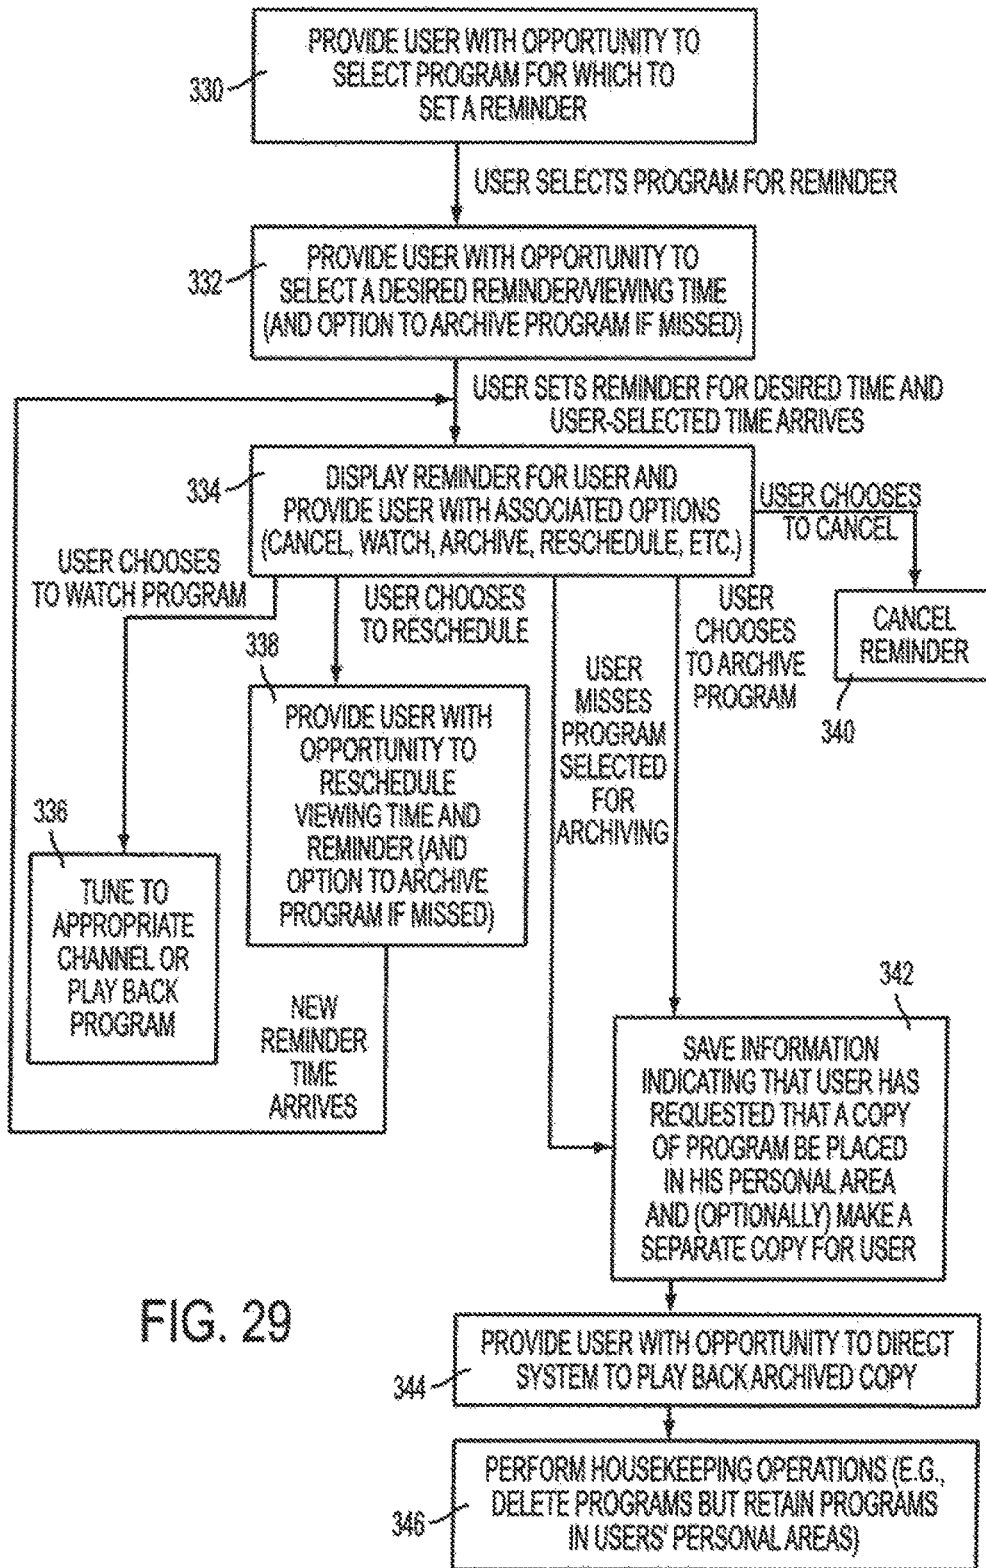 PROVIDE USER WITH OPPORTUNITY TO
SELECT PROGRAM FOR WHICH TO
SET A REMINDER
330
USER SELECTS PROGRAM FOR REMINDER
PROVIDE USER WITH OPPORTUNITY TO
SELECT A DESIRED REMINDER/VIEWING TIME
(AND OPTION TO ARCHIVE PROGRAM IF MISSED)
332
USER SETS REMINDER FOR DESIRED TIME AND
USER-SELECTED TIME ARRIVES
334
DISPLAY REMINDER FOR USER AND
PROVIDE USER WITH ASSOCIATED OPTIONS
(CANCEL, WATCH, ARCHIVE, RESCHEDULE, ETC.)
USER CHOOSES
TO CANCEL
USER CHOOSES
TO WATCH PROGRAM
USER CHOOSES
TO RESCHEDULE
USER
CHOOSES
TO ARCHIVE
PROGRAM
CANCEL
REMINDER
340
338
USER
MISSES
PROGRAM
SELECTED
FOR
ARCHIVING
PROVIDE USER WITH
OPPORTUNITY TO
RESCHEDULE
VIEWING TIME AND
REMINDER (AND
OPTION TO ARCHIVE
PROGRAM IF MISSED)
336
TUNE TO
APPROPRIATE
CHANNEL OR
PLAY BACK
PROGRAM
NEW
REMINDER
TIME
ARRIVES
342
SAVE INFORMATION
INDICATING THAT USER HAS
REQUESTED THAT A COPY
OF PROGRAM BE PLACED
IN HIS PERSONAL AREA
AND (OPTIONALLY) MAKE A
SEPARATE COPY FOR USER
FIG. 29
PROVIDE USER WITH OPPORTUNITY TO DIRECT
SYSTEM TO PLAY BACK ARCHIVED COPY
344
PERFORM HOUSEKEEPING OPERATIONS (E.G.,
DELETE PROGRAMS BUT RETAIN PROGRAMS
IN USERS' PERSONAL AREAS)
346